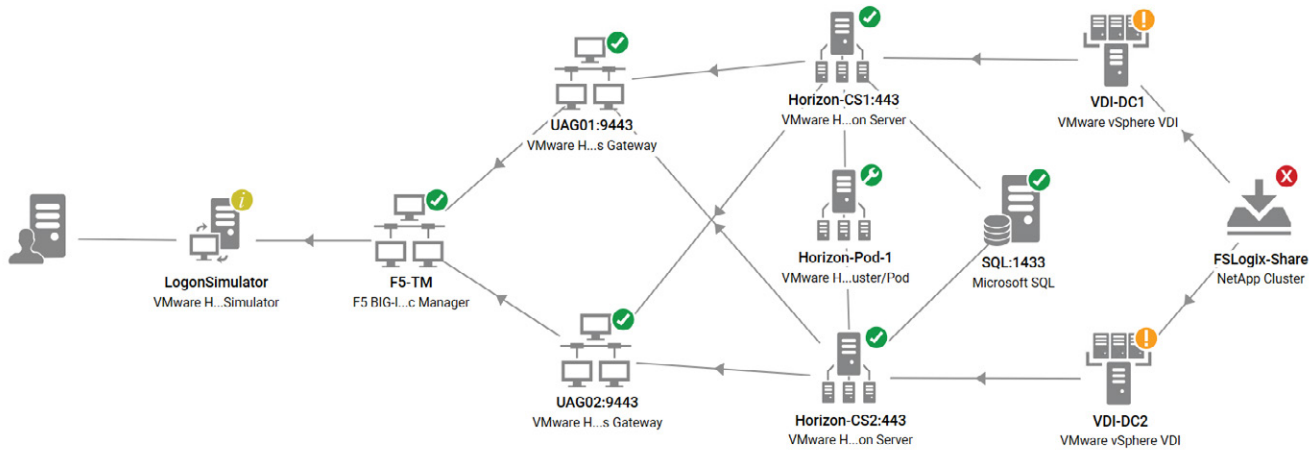 Horizon-CS1:443
VMware H...on Server
VDI-DC1
VMware vSphere VDI
UAG01:9443
VMware H...s Gateway
i
LogonSimulator
VMware H...Simulator
F5-TM
F5 BIG-I...c Manager
Horizon-Pod-1
VMware H...uster/Pod
SQL:1433
Microsoft SQL
FSLogix-Share
NetApp Cluster
UAG02:9443
VMware H...s Gateway
Horizon-CS2:443
VMware H...on Server
VDI-DC2
VMware vSphere VDI